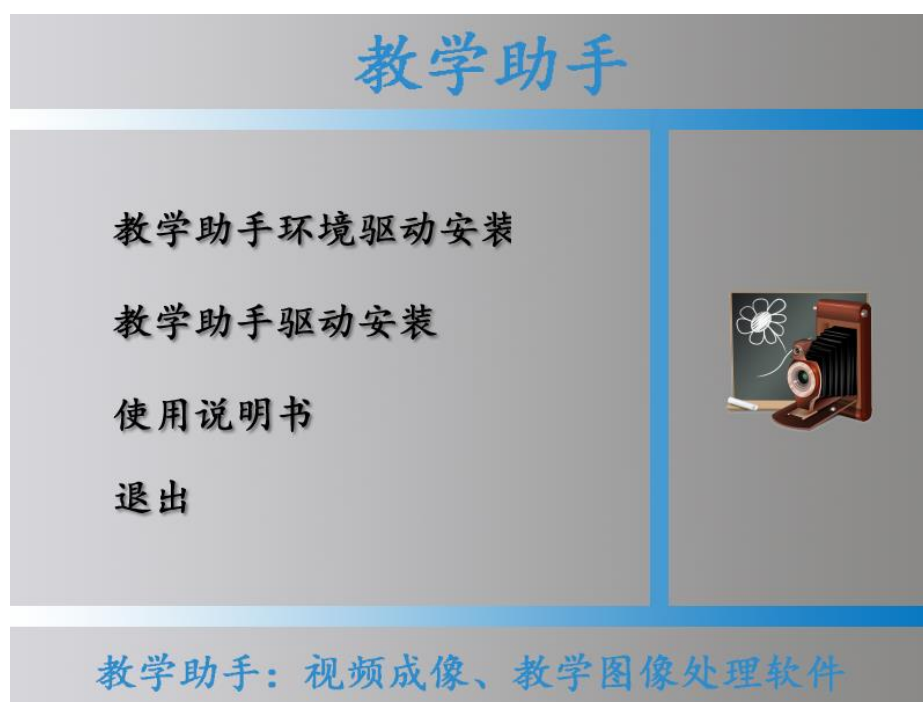 教学助手
教学助手环境驱动安装
教学助手驱动安装
使用说明书
退出
教学助手：视频成像、教学图像处理软件